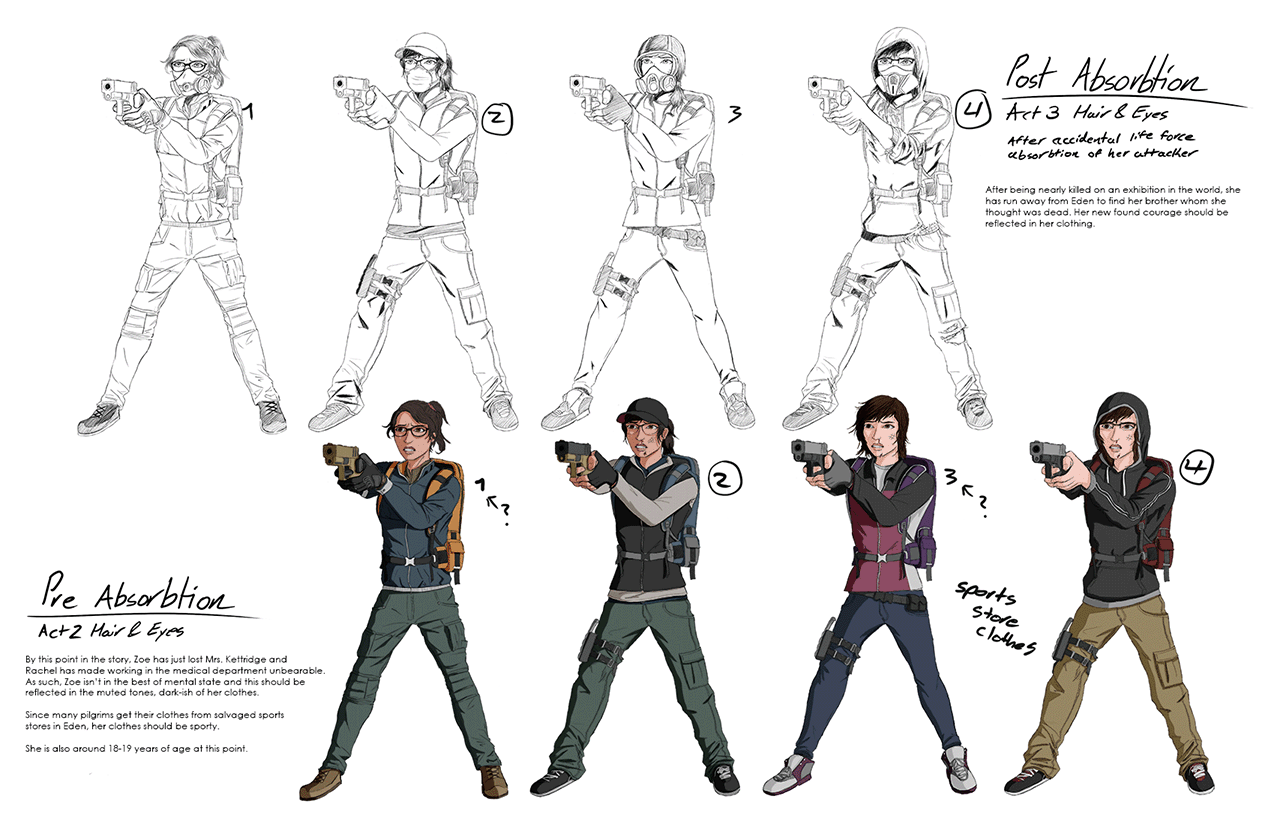 1
2
3
4
Post Absorbtion
Act 3 Hair & Eyes
After accidental life force
absorbtion of her attacker
After being nearly killed on an exhibition in the world, she
has run away from Eden to find her brother whom she
thought was dead. Her new found courage should be
reflected in her clothing.
1
?
2
3
?
4
sports
store
clothes
Pre Absorbtion
Act 2 Hair & Eyes
By this point in the story, Zoe has just lost Mrs. Kettridge and
Rachel has made working in the medical department unbearable.
As such, Zoe isn't in the best of mental state and this should be
reflected in the muted tones, dark-ish of her clothes.
Since many pilgrims get their clothes from salvaged sports
stores in Eden, her clothes should be sporty.
She is also around 18-19 years of age at this point.